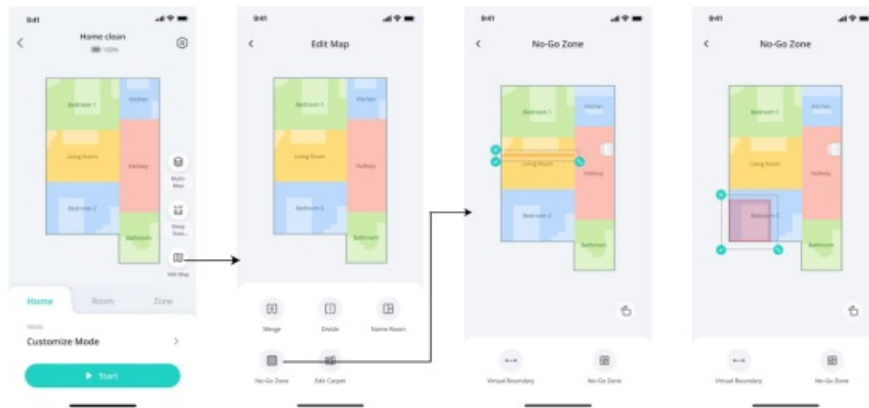 9:41
Home clean
100%
Bedroom 1
Kitchen
Living Room
Hallway
Bedroom 2
Bathroom
Multi-
Map
Deep
Edit Map
Home
Room
Zone
Mode
Customize Mode
Start
9:41
Edit Map
Bedroom 1
Kitchen
Living Room
Hallway
Bedroom 2
Bathroom
Merge
Divide
Name Room
No-Go Zone
Edit Carpet
9:41
No-Go Zone
Bedroom 1
Kitchen
Living Room
Hallway
Bedroom 2
Bathroom
Virtual Boundary
No-Go Zone
9:41
No-Go Zone
Bedroom 1
Kitchen
Living Room
Hallway
Bedroom 2
Bathroom
Virtual Boundary
No-Go Zone